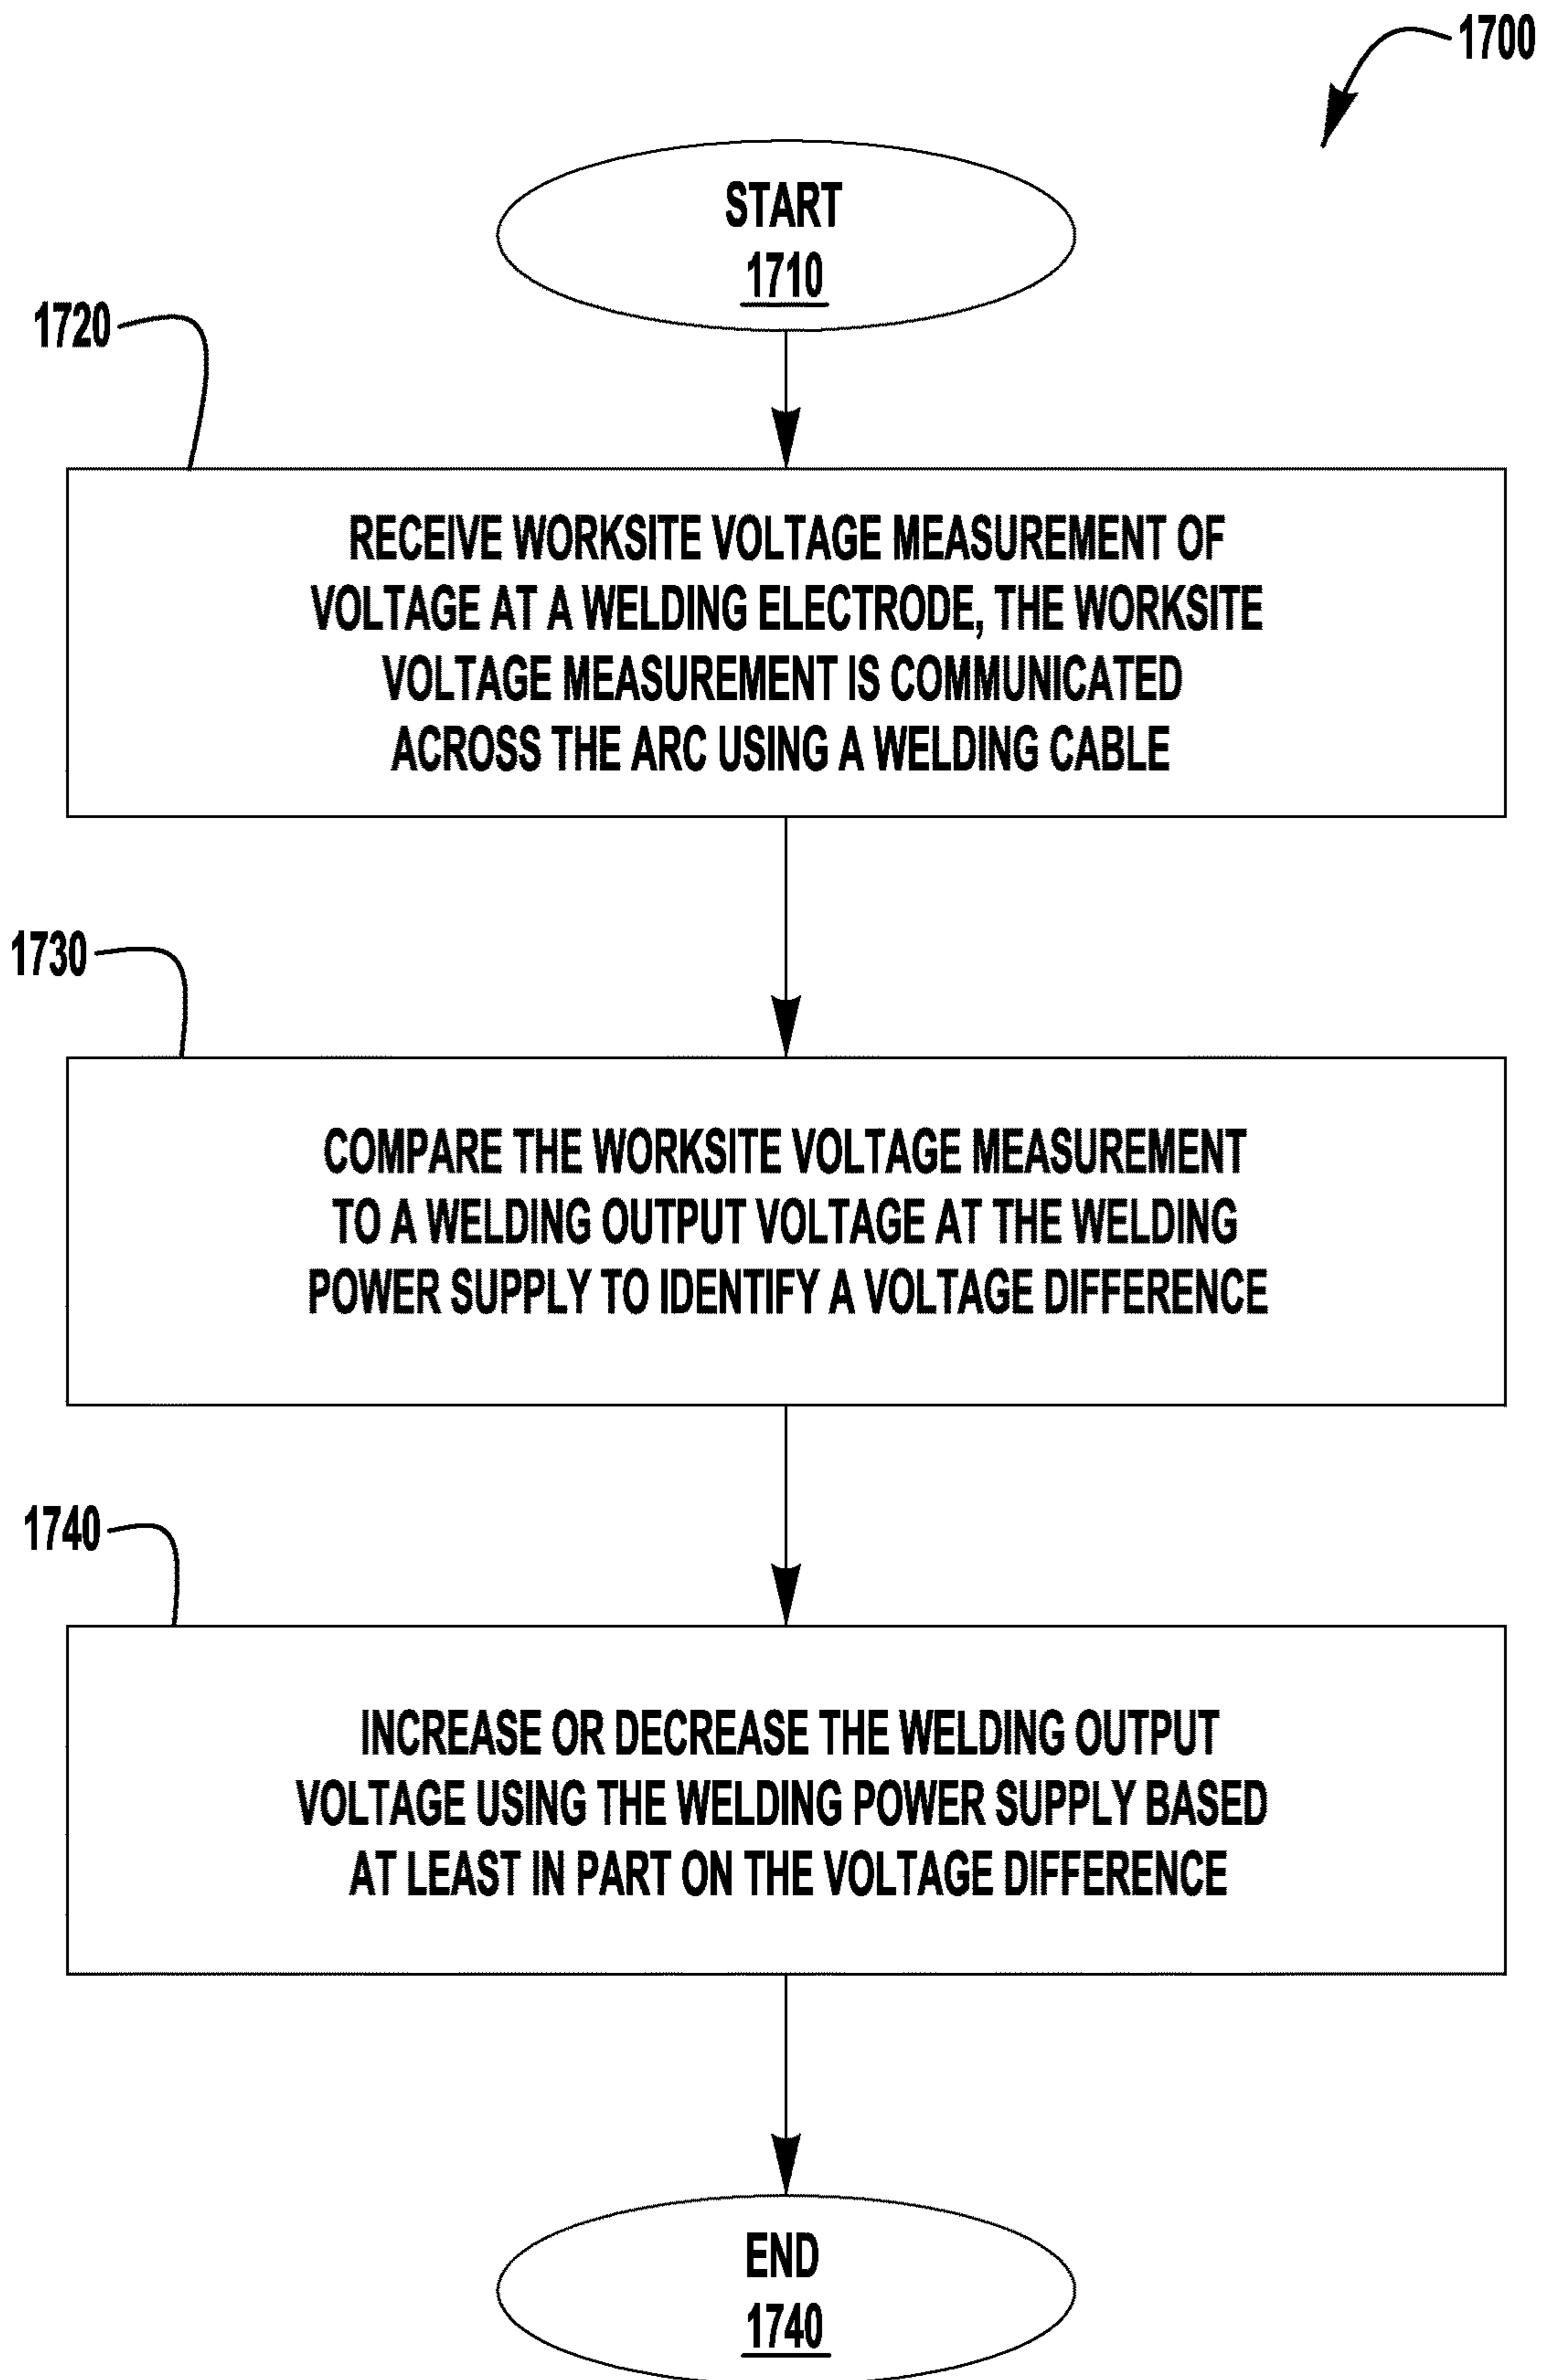 1700
START
1710
1720
RECEIVE WORKSITE VOLTAGE MEASUREMENT OF
VOLTAGE AT A WELDING ELECTRODE, THE WORKSITE
VOLTAGE MEASUREMENT IS COMMUNICATED
ACROSS THE ARC USING A WELDING CABLE
1730
COMPARE THE WORKSITE VOLTAGE MEASUREMENT
TO A WELDING OUTPUT VOLTAGE AT THE WELDING
POWER SUPPLY TO IDENTIFY A VOLTAGE DIFFERENCE
1740
INCREASE OR DECREASE THE WELDING OUTPUT
VOLTAGE USING THE WELDING POWER SUPPLY BASED
AT LEAST IN PART ON THE VOLTAGE DIFFERENCE
END
1740